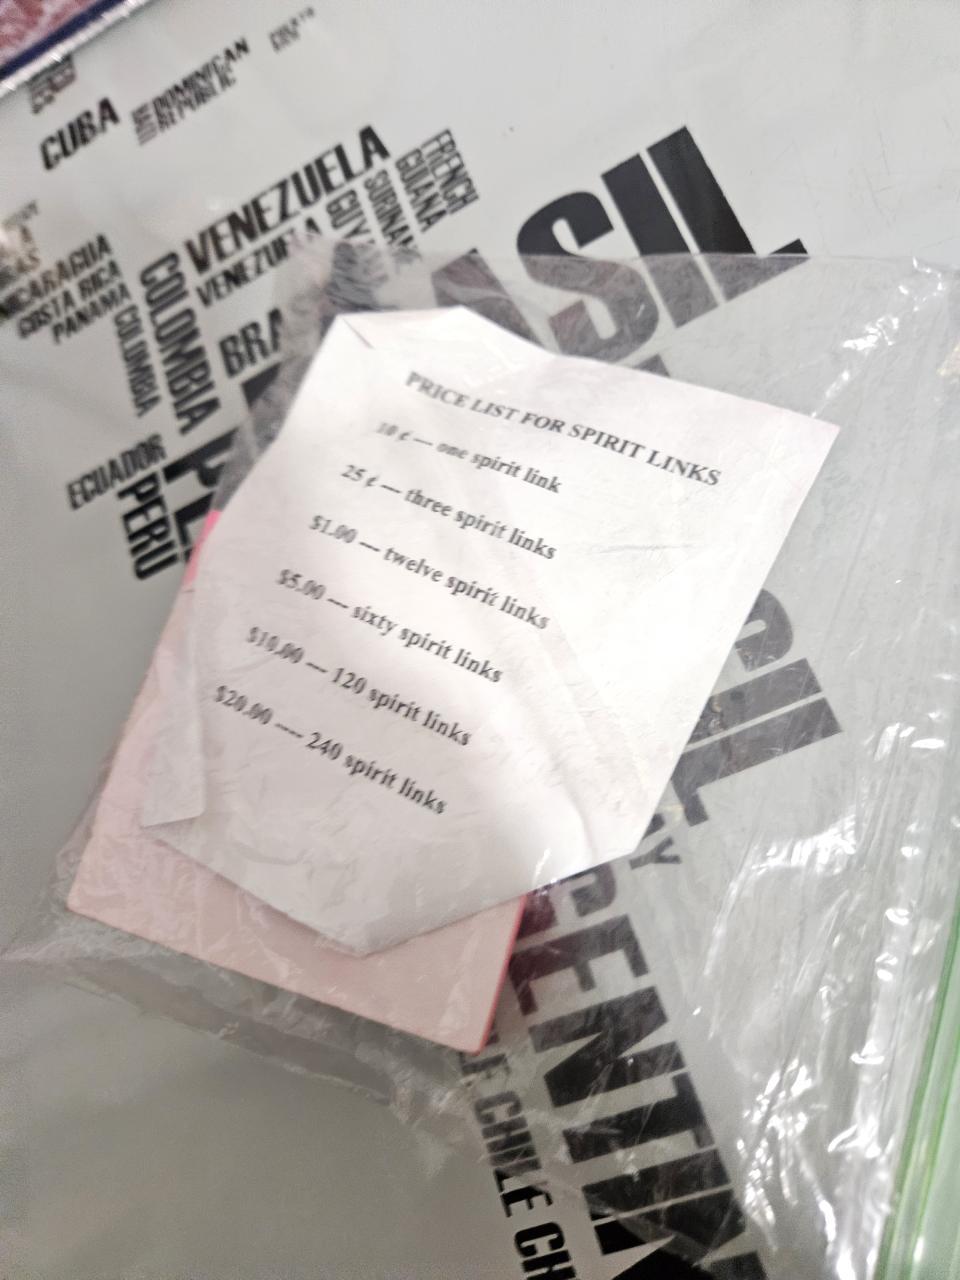 CUBA
DOMINICAN
REPUBLIC
VENEZUELA
VENEZUELA
FRENCH
GUIANA
SURINAME
NICARAGUA
COSTA RICA
PANAMA
COLOMBIA
COLOMBIA
ECUADOR
PERU
PRICE LIST FOR SPIRIT LINKS
10 ¢ — one spirit link
25 ¢ — three spirit links
$1.00 — twelve spirit links
$5.00 — sixty spirit links
$10.00 — 120 spirit links
$20.00 ---- 240 spirit links
CHILE